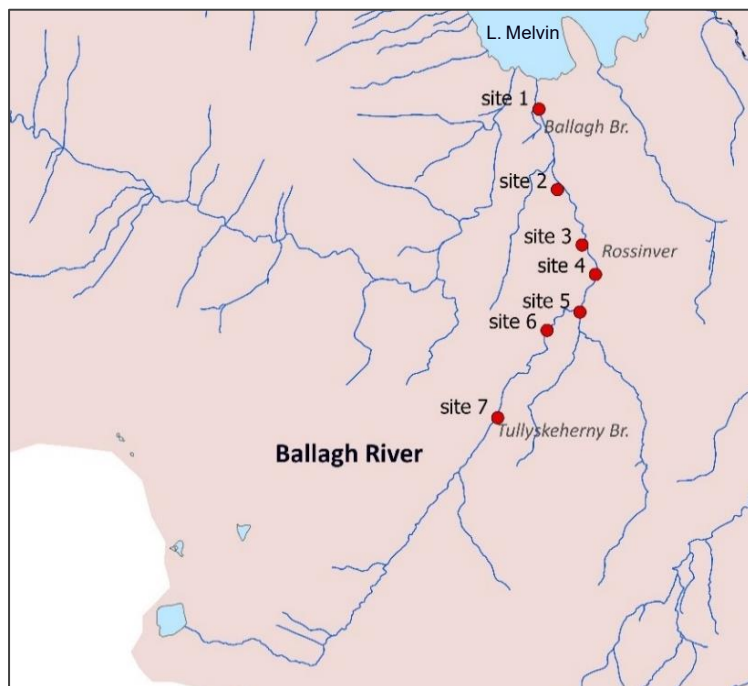 L. Melvin
site 1
Ballagh Br.
site 2
site 3
Rossinver
site 4
site 5
site 6
site 7
Tullyskeherny Br.
Ballagh River